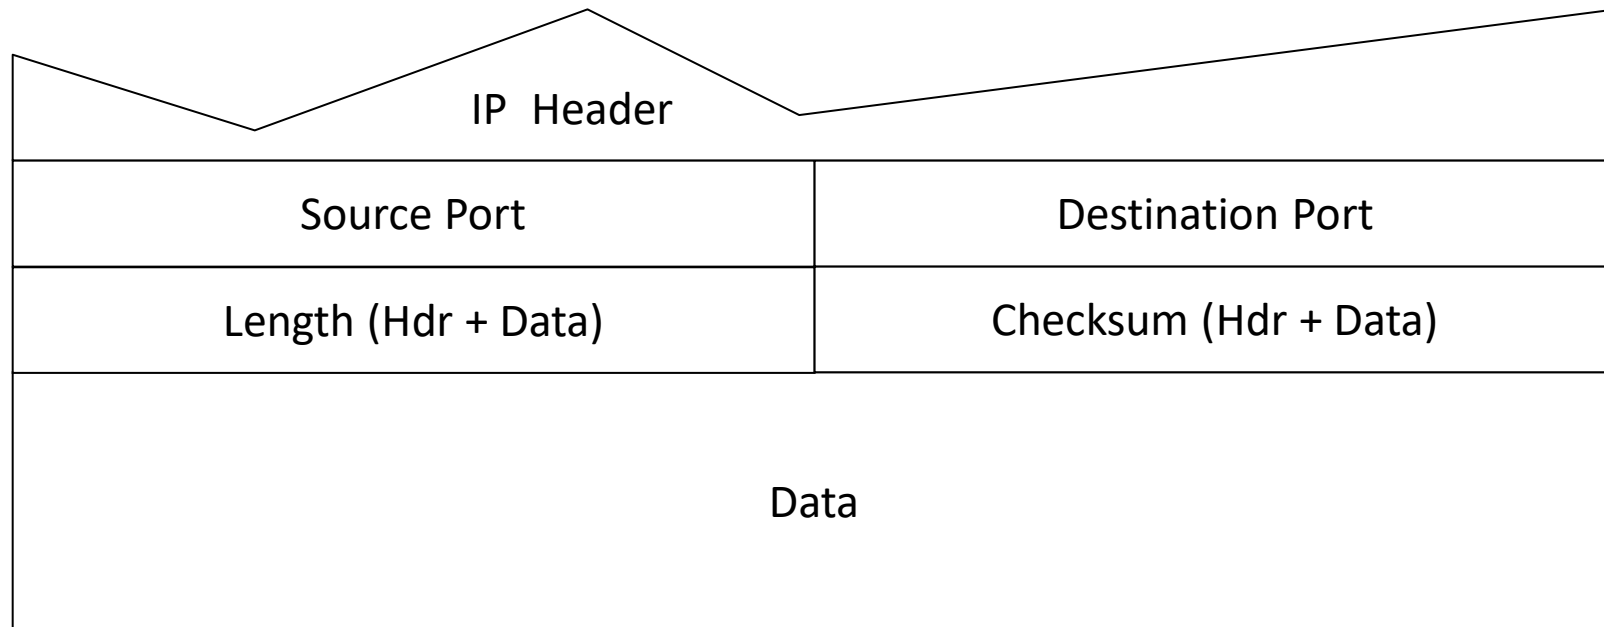 IP Header
Source Port
Destination Port
Length (Hdr + Data)
Checksum (Hdr + Data)
Data